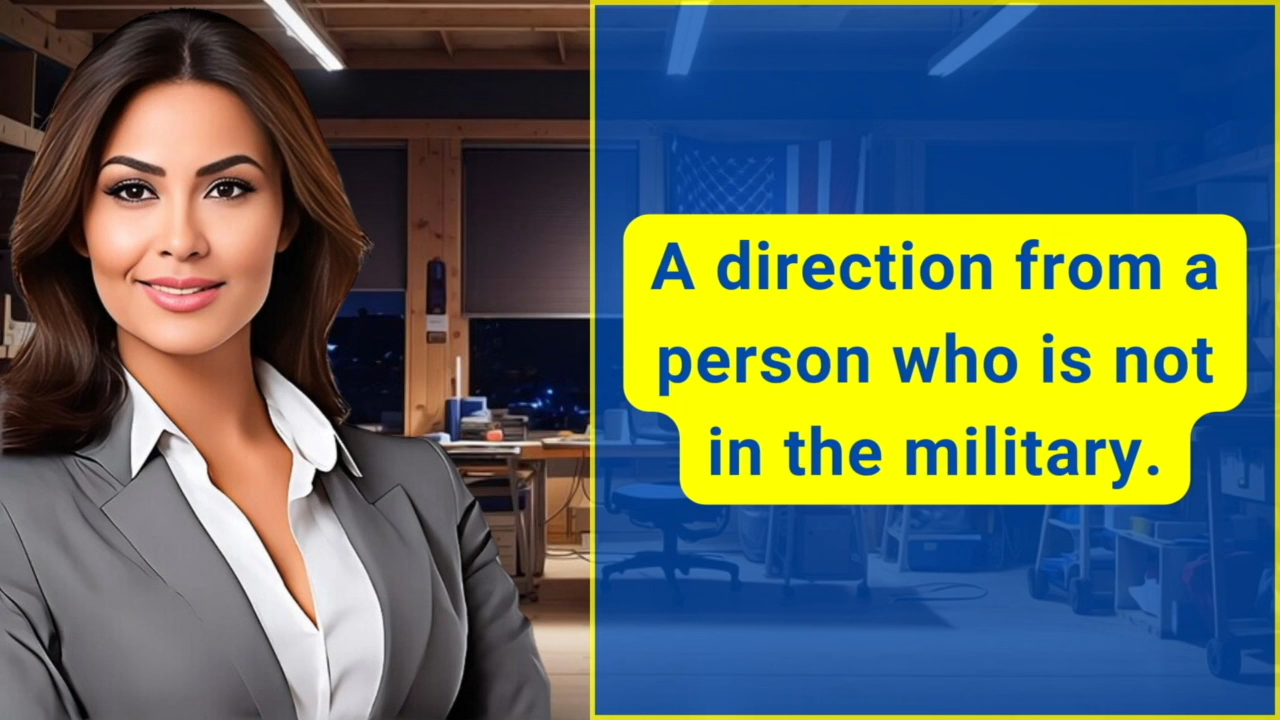 A direction from a
person who is not
in the military.